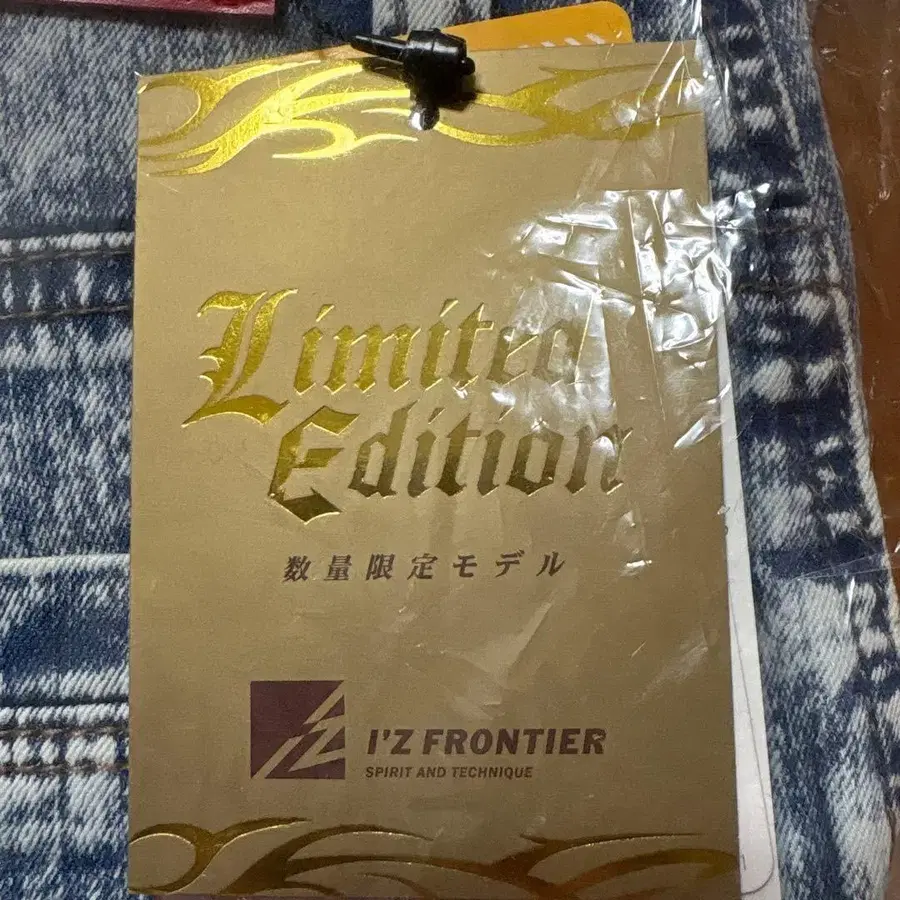 Limited
Edition
数量限定モデル
I'Z FRONTIER
SPIRIT AND TECHNIQUE